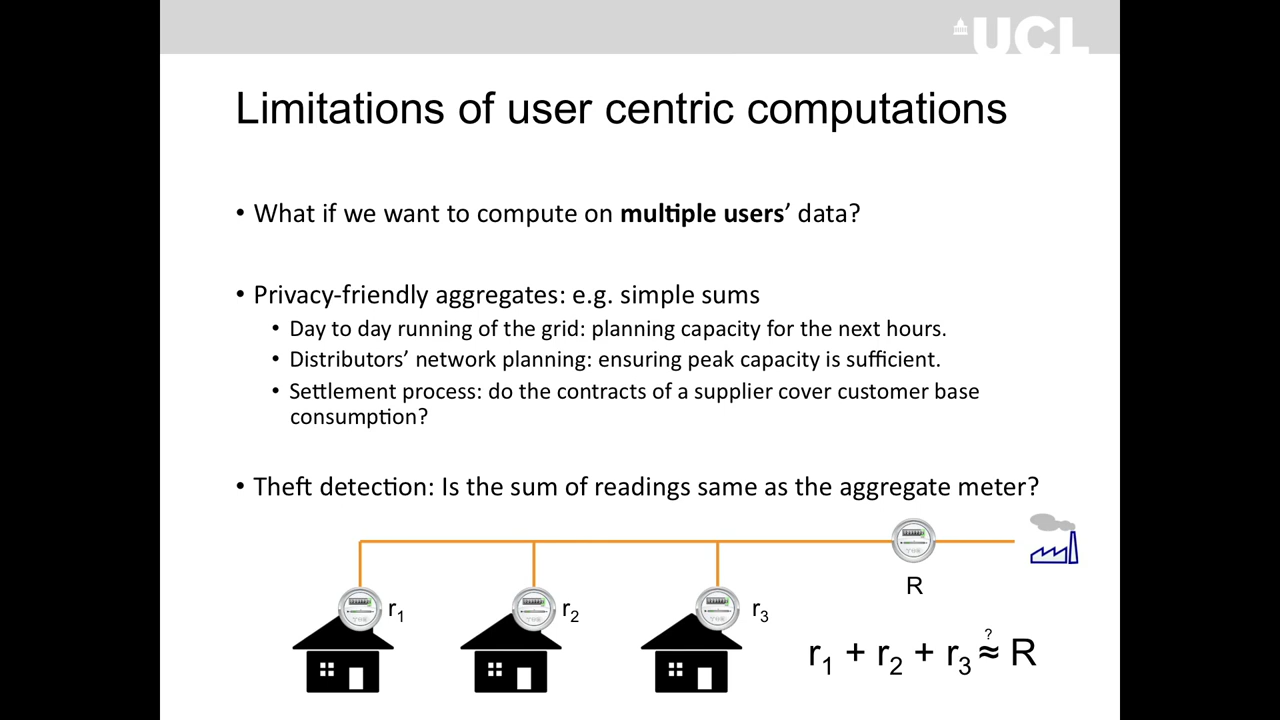 UCL
Limitations of user centric computations
• What if we want to compute on multiple users’ data?
• Privacy-friendly aggregates: e.g. simple sums
• Day to day running of the grid: planning capacity for the next hours.
• Distributors’ network planning: ensuring peak capacity is sufficient.
• Settlement process: do the contracts of a supplier cover customer base
consumption?
• Theft detection: Is the sum of readings same as the aggregate meter?
R
r1 r2 r3
?
r1 + r2 + r3 ≈ R